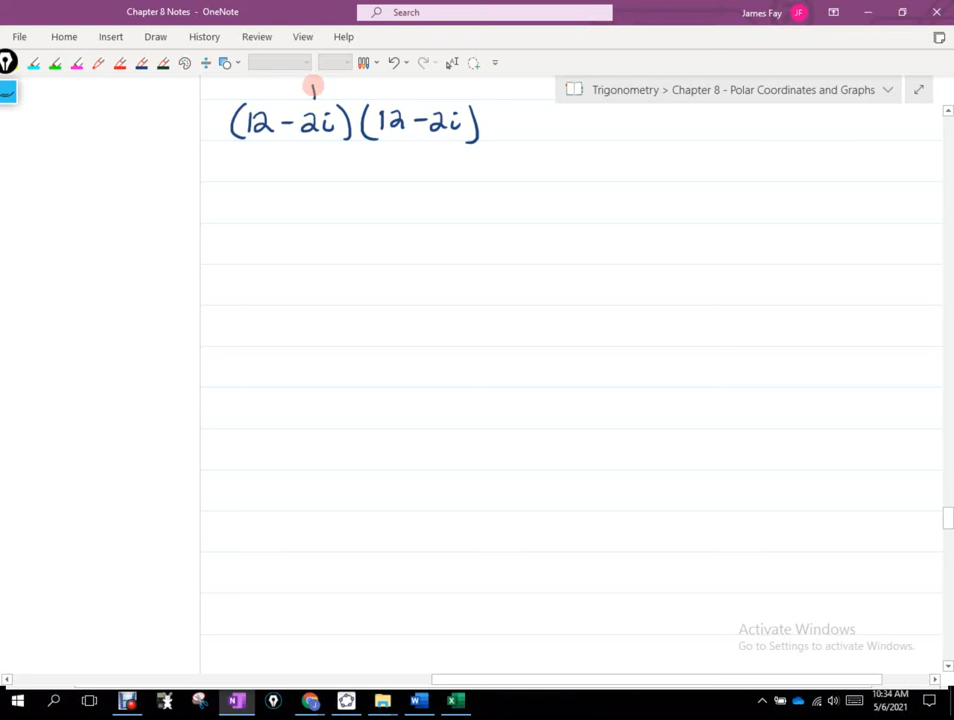 Chapter 8 Notes - OneNote
Search
James Fay JF
File Home Insert Draw History Review View Help
Trigonometry > Chapter 8 - Polar Coordinates and Graphs
(12 - 2i)(12 - 2i)
Activate Windows
Go to Settings to activate Windows.
10:34 AM
5/6/2021